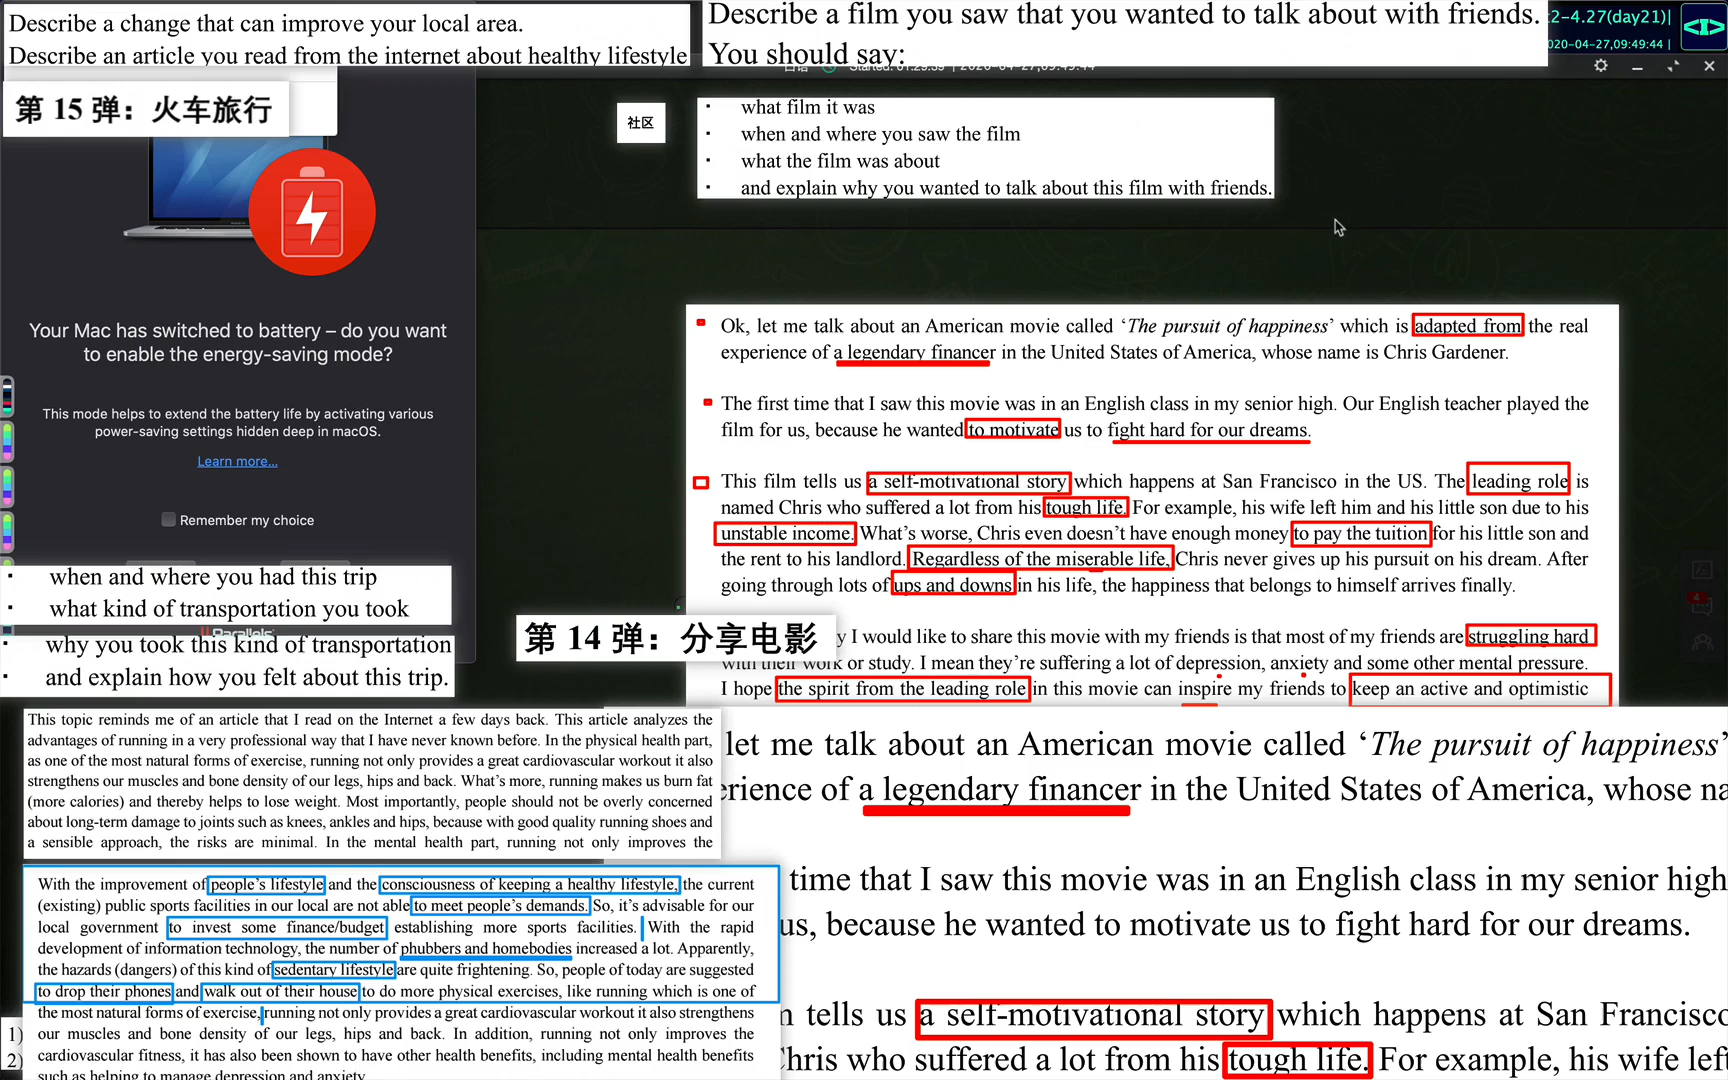 Describe a change that can improve your local area.
Describe an article you read from the internet about healthy lifestyle
Describe a film you saw that you wanted to talk about with friends.
You should say:
2-4.27(day21)|
020-04-27,09:49:44 |
Started: 01:29:39 | 2020-04-27,09:49:44
第 15 弹：火车旅行
社区
· what film it was
· when and where you saw the film
· what the film was about
· and explain why you wanted to talk about this film with friends.
Your Mac has switched to battery – do you want
to enable the energy-saving mode?
This mode helps to extend the battery life by activating various
power-saving settings hidden deep in macOS.
Learn more...
Remember my choice
· when and where you had this trip
· what kind of transportation you took
Parallels
· why you took this kind of transportation
· and explain how you felt about this trip.
Ok, let me talk about an American movie called ‘The pursuit of happiness’ which is adapted from the real
experience of a legendary financer in the United States of America, whose name is Chris Gardener.
The first time that I saw this movie was in an English class in my senior high. Our English teacher played the
film for us, because he wanted to motivate us to fight hard for our dreams.
This film tells us a self-motivational story which happens at San Francisco in the US. The leading role is
named Chris who suffered a lot from his tough life. For example, his wife left him and his little son due to his
unstable income. What’s worse, Chris even doesn’t have enough money to pay the tuition for his little son and
the rent to his landlord. Regardless of the miserable life, Chris never gives up his pursuit on his dream. After
going through lots of ups and downs in his life, the happiness that belongs to himself arrives finally.
第 14 弹：分享电影
y I would like to share this movie with my friends is that most of my friends are struggling hard
with their work or study. I mean they’re suffering a lot of depression, anxiety and some other mental pressure.
I hope the spirit from the leading role in this movie can inspire my friends to keep an active and optimistic
This topic reminds me of an article that I read on the Internet a few days back. This article analyzes the
advantages of running in a very professional way that I have never known before. In the physical health part,
as one of the most natural forms of exercise, running not only provides a great cardiovascular workout it also
strengthens our muscles and bone density of our legs, hips and back. What’s more, running makes us burn fat
(more calories) and thereby helps to lose weight. Most importantly, people should not be overly concerned
about long-term damage to joints such as knees, ankles and hips, because with good quality running shoes and
a sensible approach, the risks are minimal. In the mental health part, running not only improves the
With the improvement of people’s lifestyle and the consciousness of keeping a healthy lifestyle, the current
(existing) public sports facilities in our local are not able to meet people’s demands. So, it’s advisable for our
local government to invest some finance/budget establishing more sports facilities. With the rapid
development of information technology, the number of phubbers and homebodies increased a lot. Apparently,
the hazards (dangers) of this kind of sedentary lifestyle are quite frightening. So, people of today are suggested
to drop their phones and walk out of their house to do more physical exercises, like running which is one of
the most natural forms of exercise, running not only provides a great cardiovascular workout it also strengthens
our muscles and bone density of our legs, hips and back. In addition, running not only improves the
cardiovascular fitness, it has also been shown to have other health benefits, including mental health benefits
such as helping to manage depression and anxiety.
1)
2)
let me talk about an American movie called ‘The pursuit of happiness’
erience of a legendary financer in the United States of America, whose na
time that I saw this movie was in an English class in my senior high
us, because he wanted to motivate us to fight hard for our dreams.
tells us a self-motivational story which happens at San Francisco
Chris who suffered a lot from his tough life. For example, his wife left